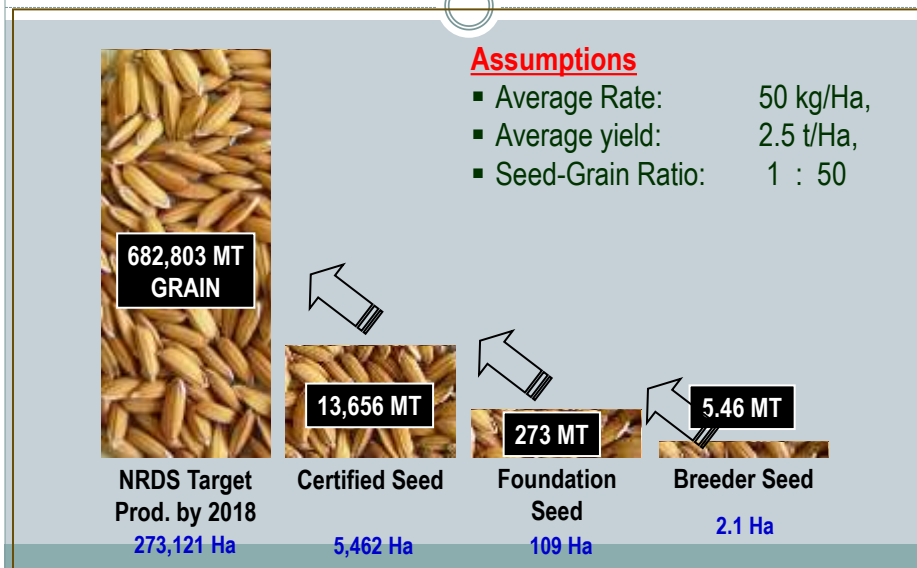 Assumptions
▪ Average Rate: 50 kg/Ha,
▪ Average yield: 2.5 t/Ha,
▪ Seed-Grain Ratio: 1 : 50
682,803 MT
GRAIN
13,656 MT
273 MT
5.46 MT
NRDS Target
Prod. by 2018
273,121 Ha
Certified Seed
5,462 Ha
Foundation
Seed
109 Ha
Breeder Seed
2.1 Ha